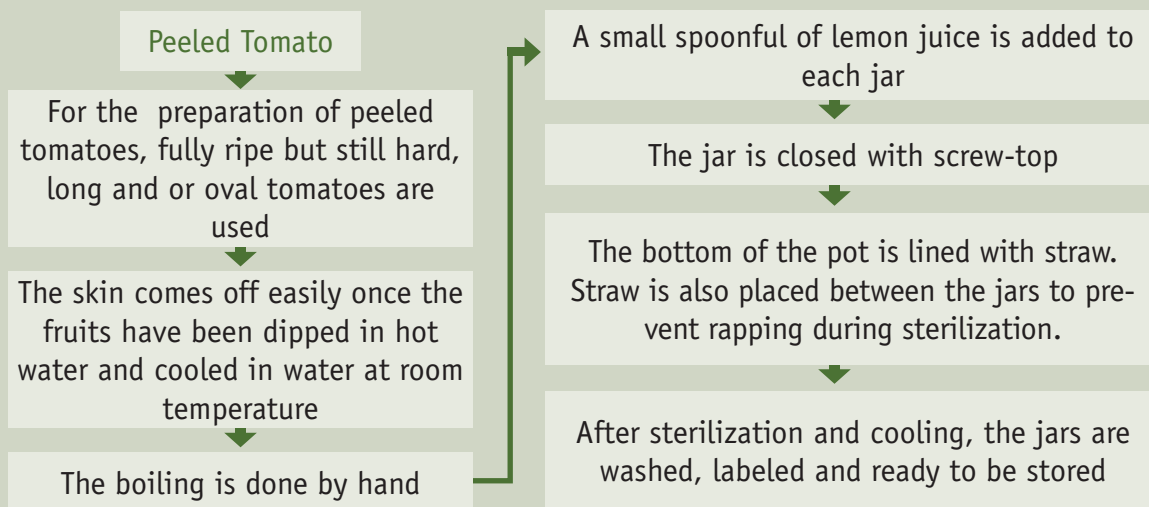 Peeled Tomato
For the preparation of peeled
tomatoes, fully ripe but still hard,
long and or oval tomatoes are
used
The skin comes off easily once the
fruits have been dipped in hot
water and cooled in water at room
temperature
The boiling is done by hand
A small spoonful of lemon juice is added to
each jar
The jar is closed with screw-top
The bottom of the pot is lined with straw.
Straw is also placed between the jars to pre-
vent rapping during sterilization.
After sterilization and cooling, the jars are
washed, labeled and ready to be stored